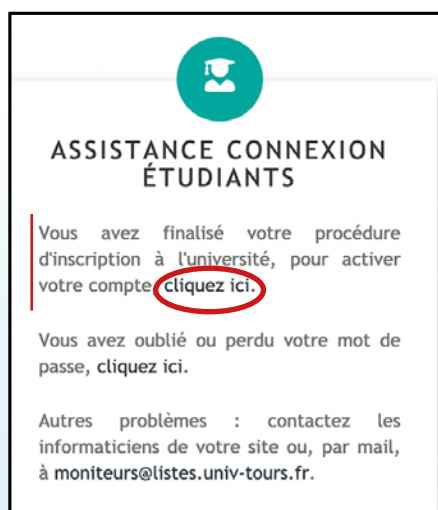 ASSISTANCE CONNEXION
ÉTUDIANTS
Vous avez finalisé votre procédure
d'inscription à l'université, pour activer
votre compte cliquez ici.
Vous avez oublié ou perdu votre mot de
passe, cliquez ici.
Autres problèmes : contactez les
informaticiens de votre site ou, par mail,
à moniteurs@listes.univ-tours.fr.